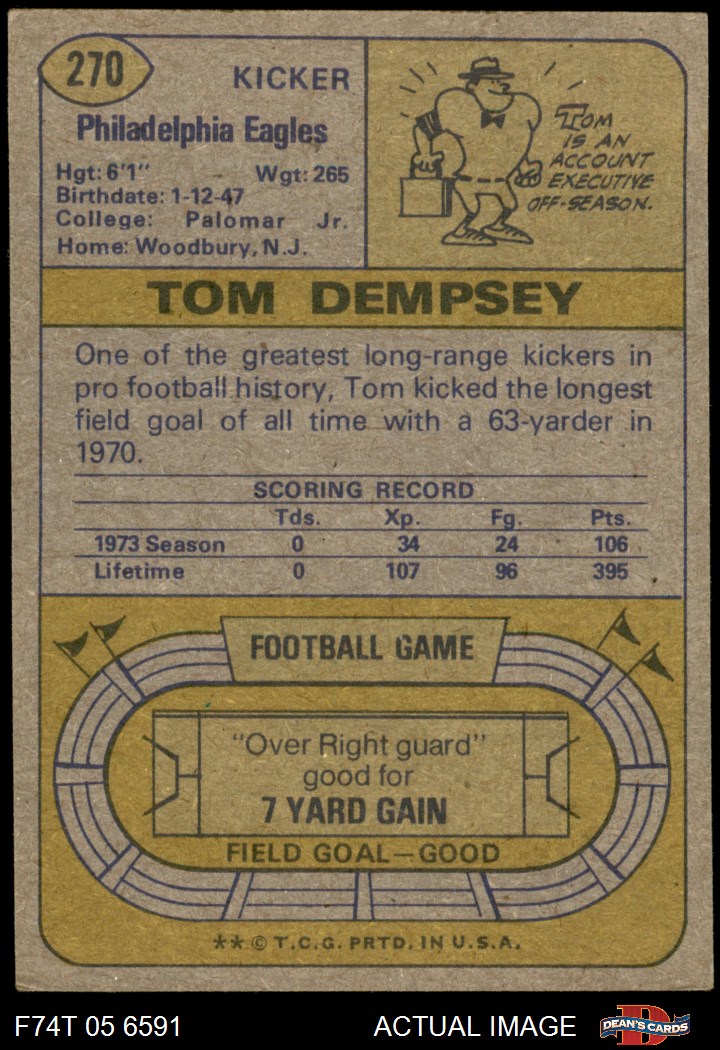 270
KICKER
Philadelphia Eagles
Hgt: 6'1" Wgt: 265
Birthdate: 1-12-47
College: Palomar Jr.
Home: Woodbury, N.J.
TOM
IS AN
ACCOUNT
EXECUTIVE
OFF-SEASON.
TOM DEMPSEY
One of the greatest long-range kickers in
pro football history, Tom kicked the longest
field goal of all time with a 63-yarder in
1970.
SCORING RECORD
Tds. Xp. Fg. Pts.
1973 Season 0 34 24 106
Lifetime 0 107 96 395
FOOTBALL GAME
"Over Right guard"
good for
7 YARD GAIN
FIELD GOAL—GOOD
** © T.C.G. PRTD. IN U.S.A.
F74T 05 6591
ACTUAL IMAGE
D
DEAN'S CARDS